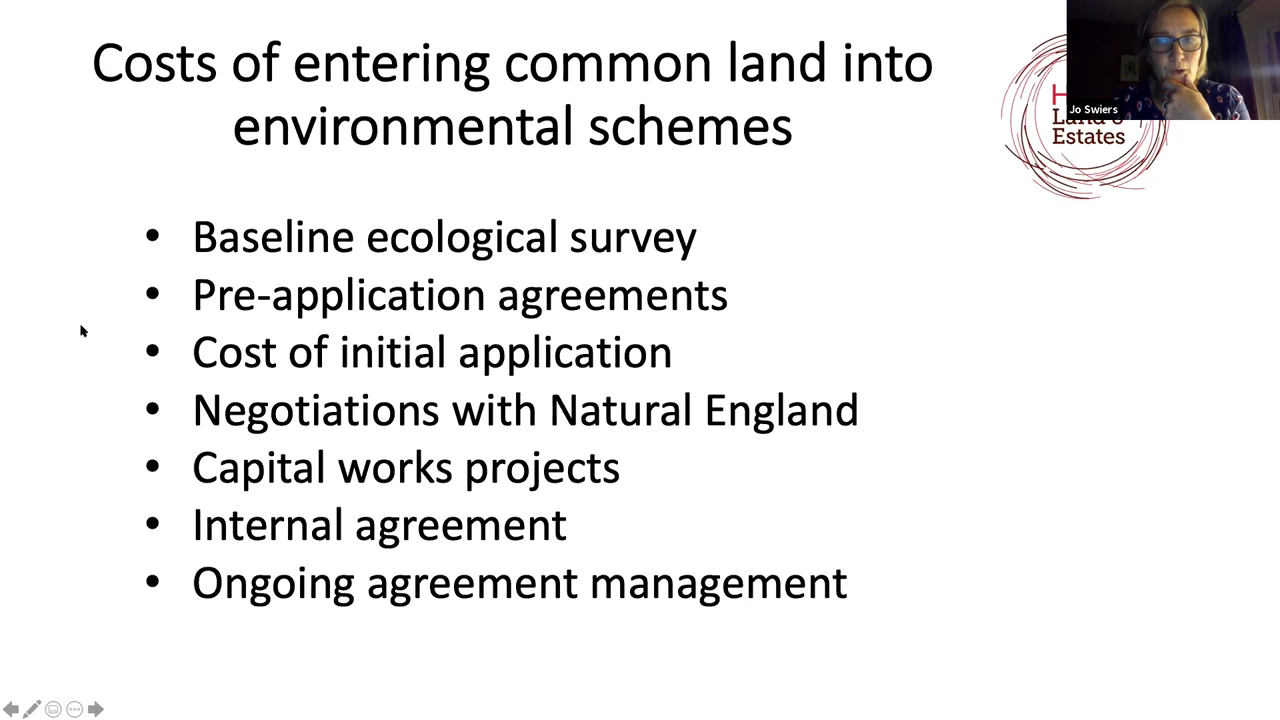 Costs of entering common land into
environmental schemes
Jo Swiers
Estates
• Baseline ecological survey
• Pre-application agreements
• Cost of initial application
• Negotiations with Natural England
• Capital works projects
• Internal agreement
• Ongoing agreement management